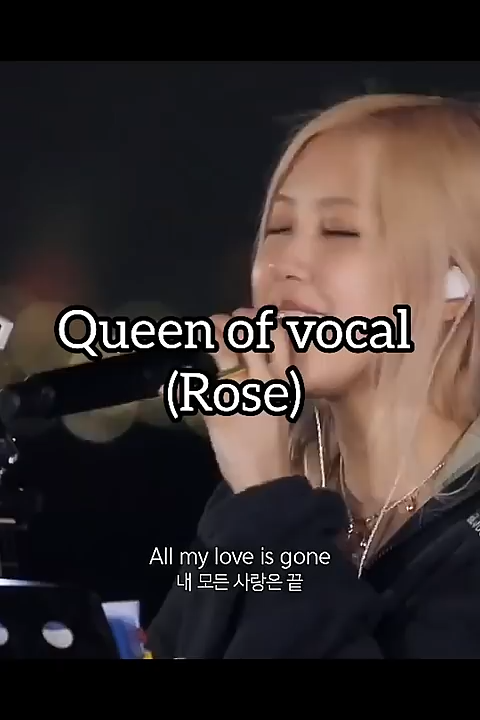 Queen of vocal
(Rose)
All my love is gone
내 모든 사랑은 끝